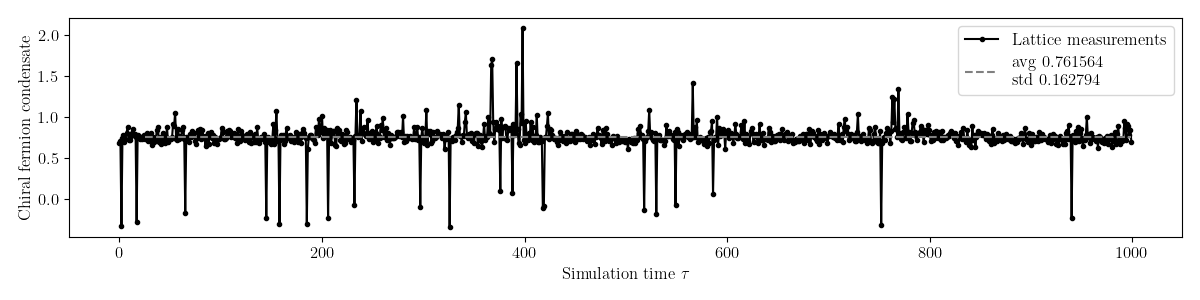 Chiral fermion condensate
2.0
1.5
1.0
0.5
0.0
Lattice measurements
avg 0.761564
std 0.162794
0 200 400 600 800 1000
Simulation time τ